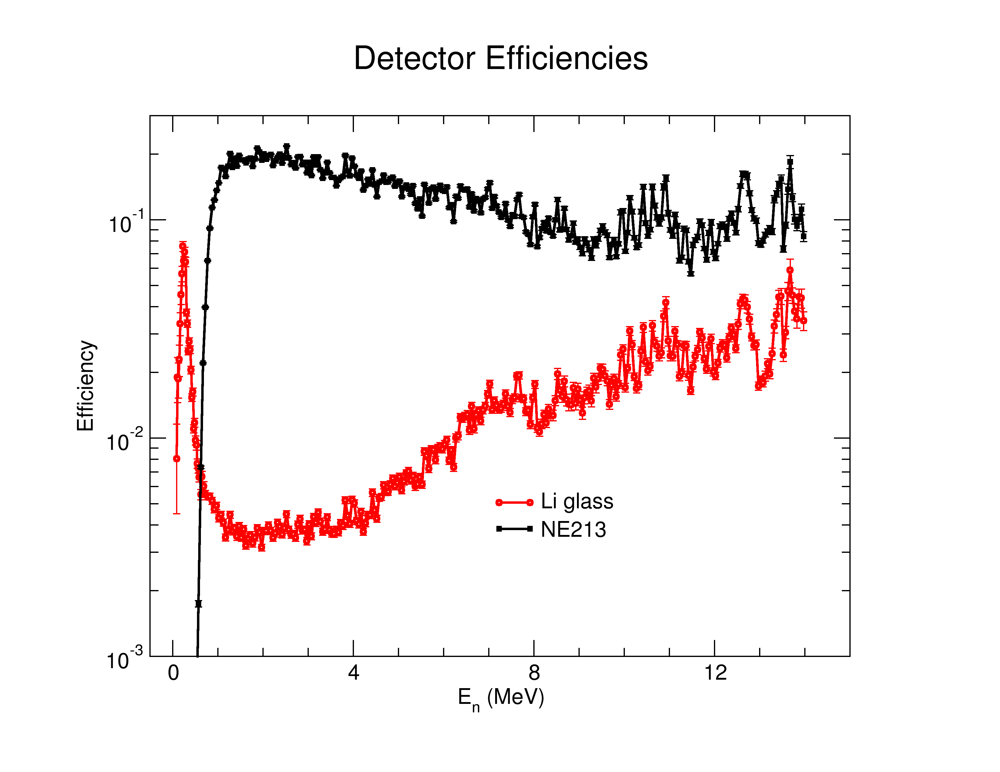 Detector Efficiencies
Efficiency
10^-1
10^-2
10^-3
Li glass
NE213
0 4 8 12
E_n (MeV)